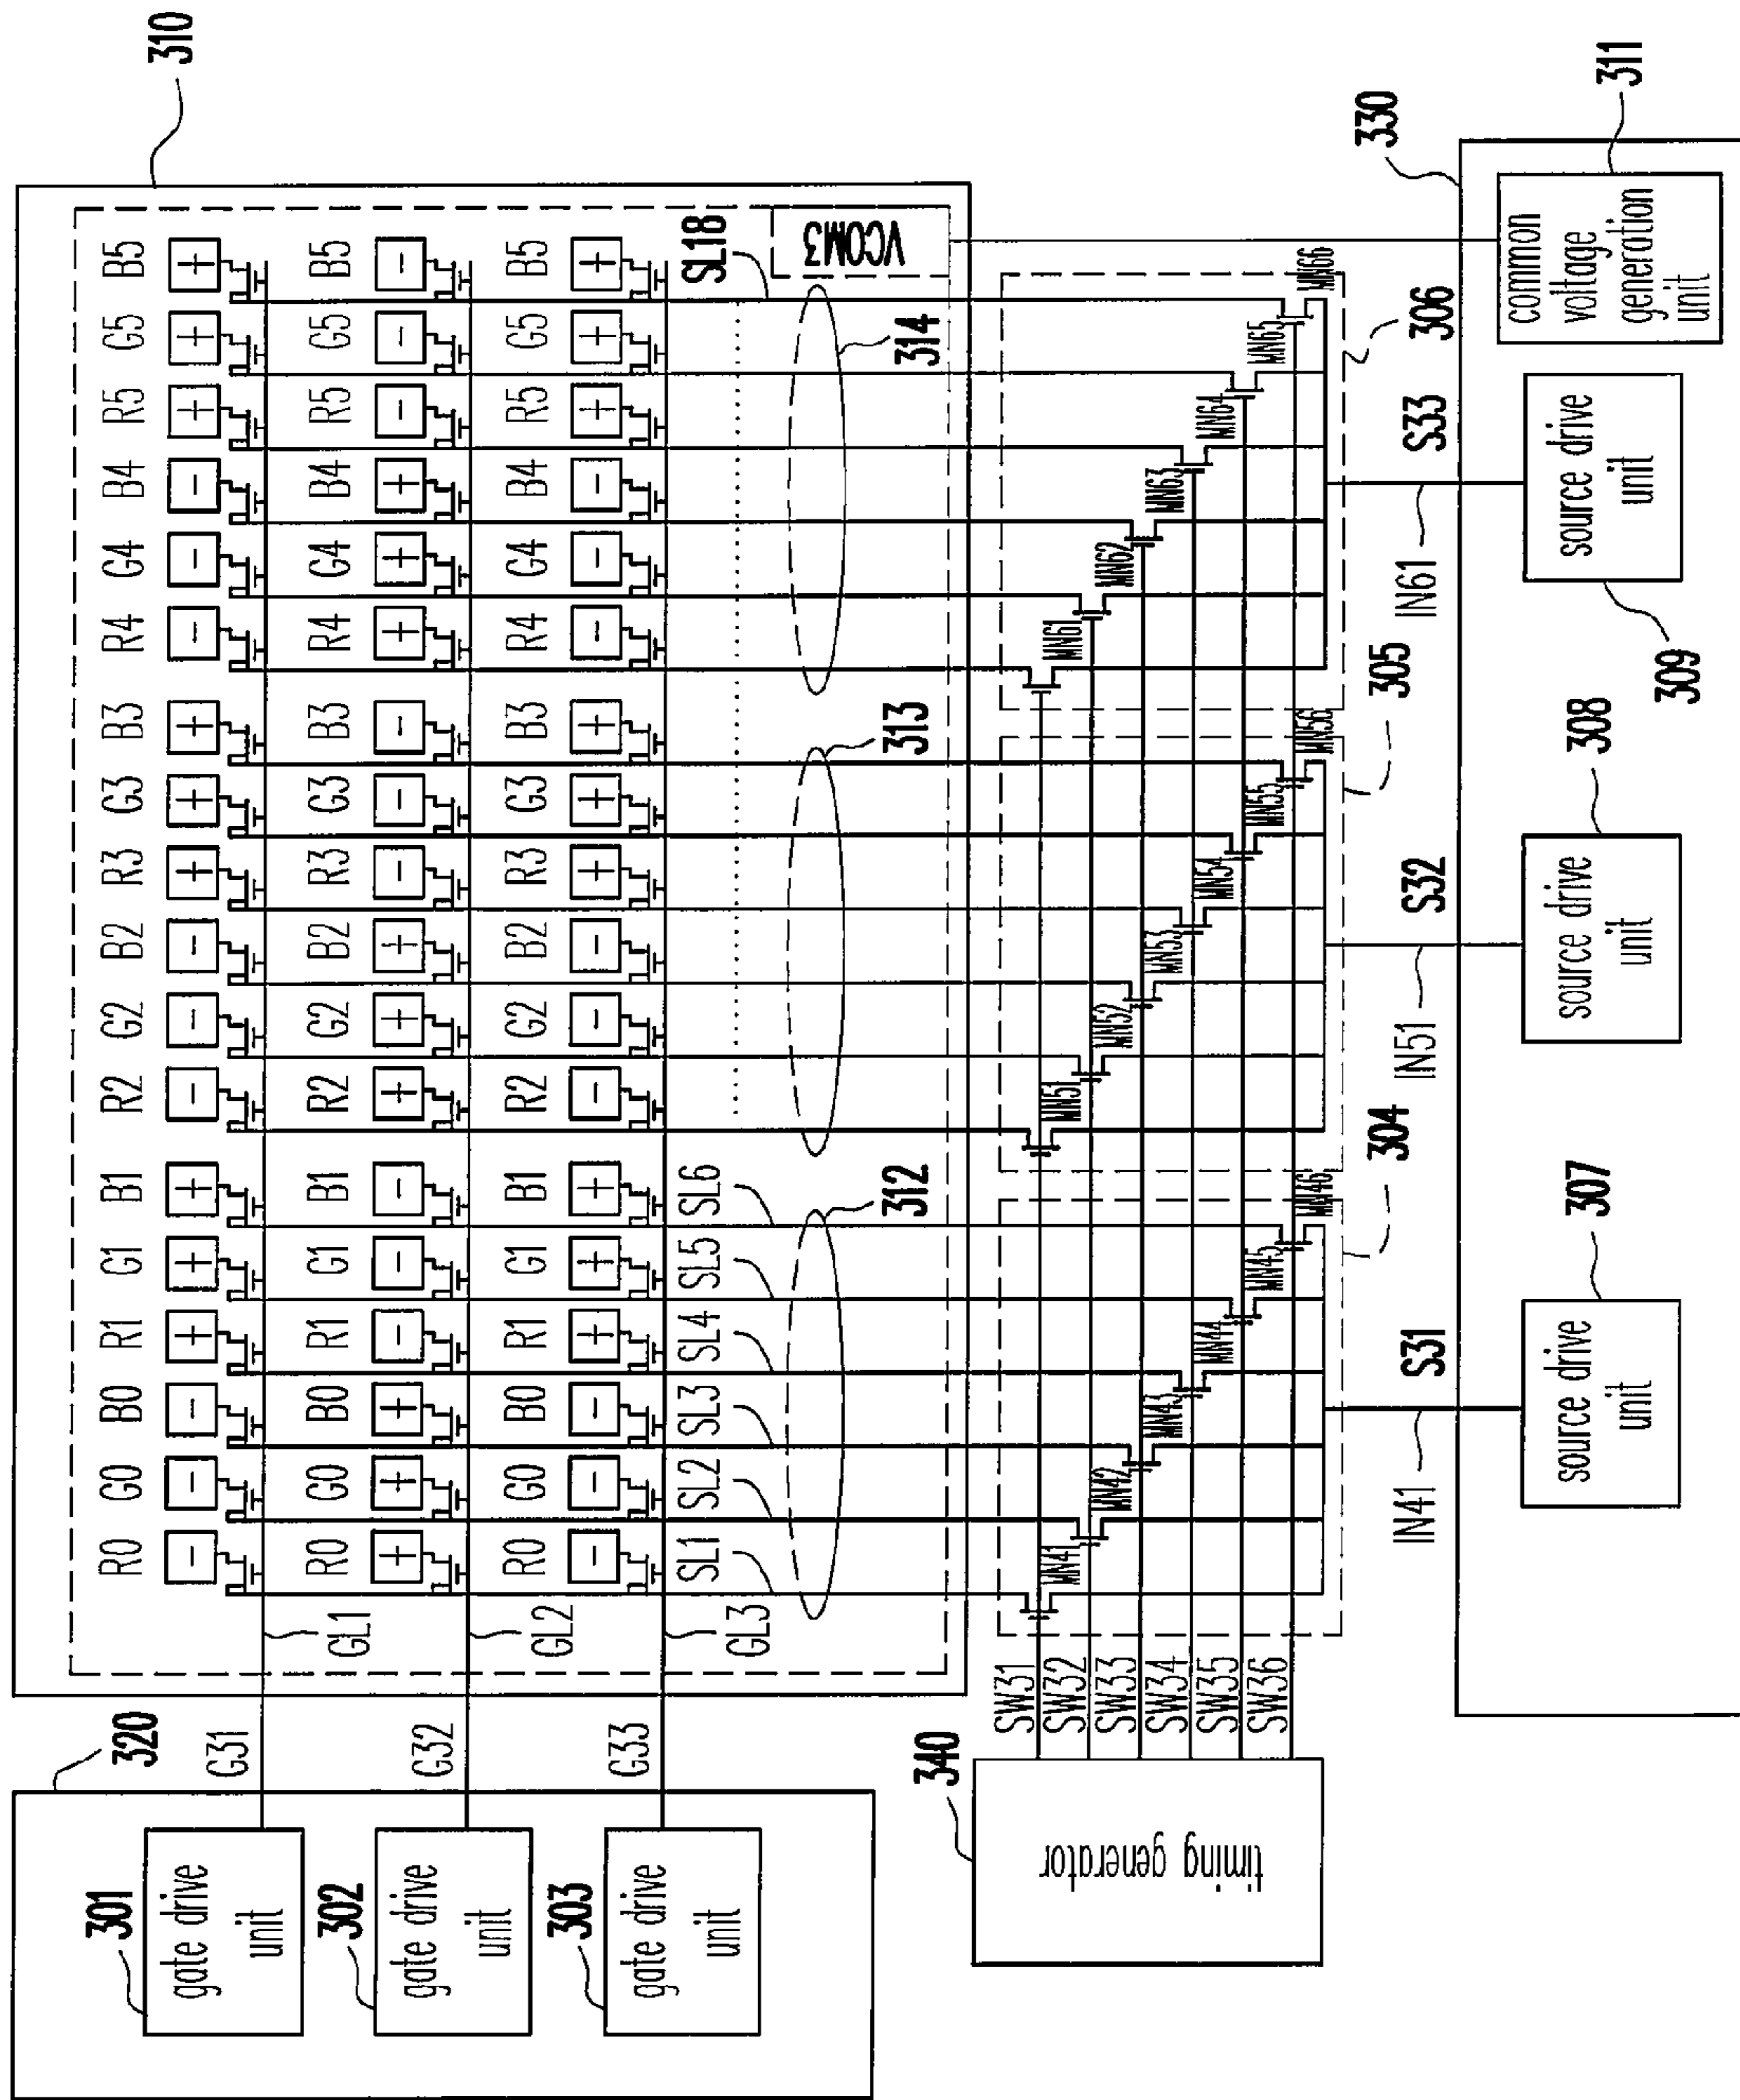 310
R0 G0 B0 R1 G1 B1 R2 G2 B2 R3 G3 B3 R4 G4 B4 R5 G5 B5
− − − + + + − − − + + + − − − + + +
GL1
R0 G0 B0 R1 G1 B1 R2 G2 B2 R3 G3 B3 R4 G4 B4 R5 G5 B5
+ + + − − − + + + − − − + + + − − −
GL2
R0 G0 B0 R1 G1 B1 R2 G2 B2 R3 G3 B3 R4 G4 B4 R5 G5 B5
− − − + + + − − − + + + − − − + + +
GL3
SL1 SL2 SL3 SL4 SL5 SL6 SL18
312 313 314
VCOM3
320
301
gate drive
unit
G31
302
gate drive
unit
G32
303
gate drive
unit
G33
340
timing generator
SW31
SW32
SW33
SW34
SW35
SW36
MN41 MN42 MN43 MN44 MN45 MN46
304
MN51 MN52 MN53 MN54 MN55 MN56
305
MN61 MN62 MN63 MN64 MN65 MN66
306
IN41 S31
IN51 S32
IN61 S33
330
source drive
unit
307
source drive
unit
308
source drive
unit
309
common
voltage
generation
unit
311